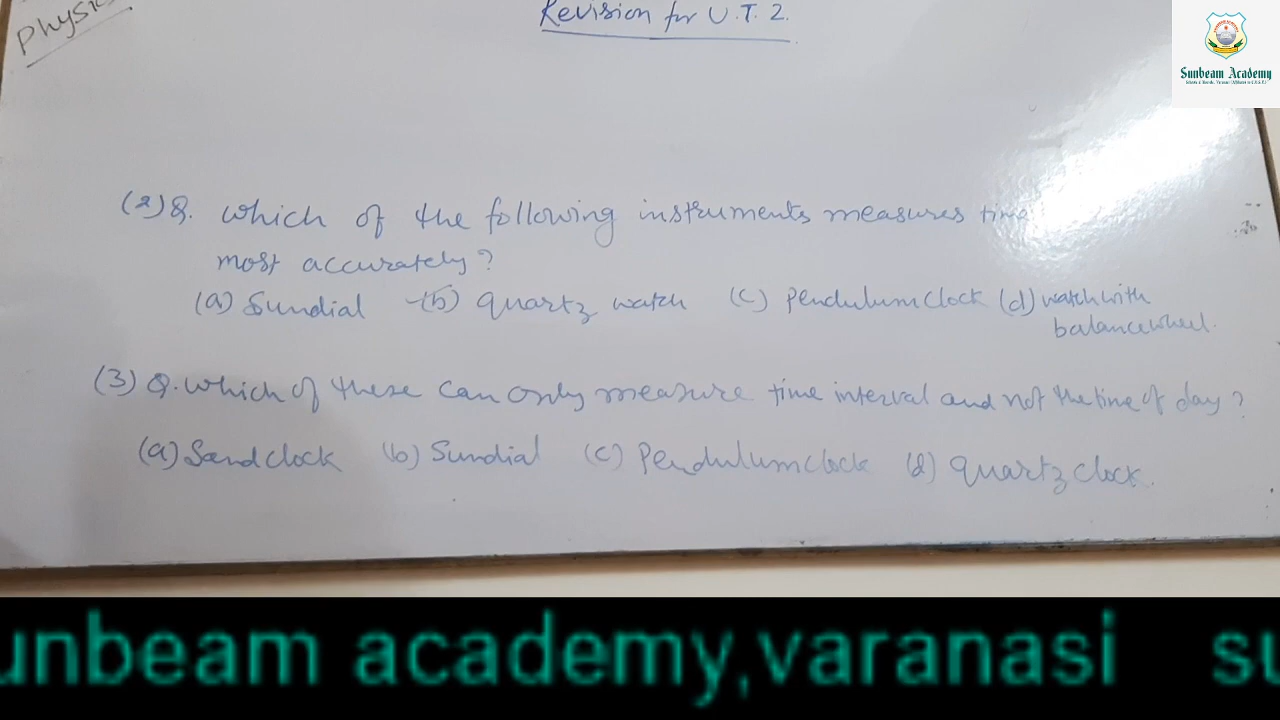 Physics
Revision for U.T. 2.
Sunbeam Academy
(2) Q. which of the following instruments measures time
most accurately?
(a) Sundial (b) quartz watch (c) Pendulum clock (d) watch with
balance wheel.
(3) Q. which of these can only measure time interval and not the time of day?
(a) Sand clock (b) Sundial (c) Pendulum clock (d) quartz clock.
unbeam academy,varanasi su